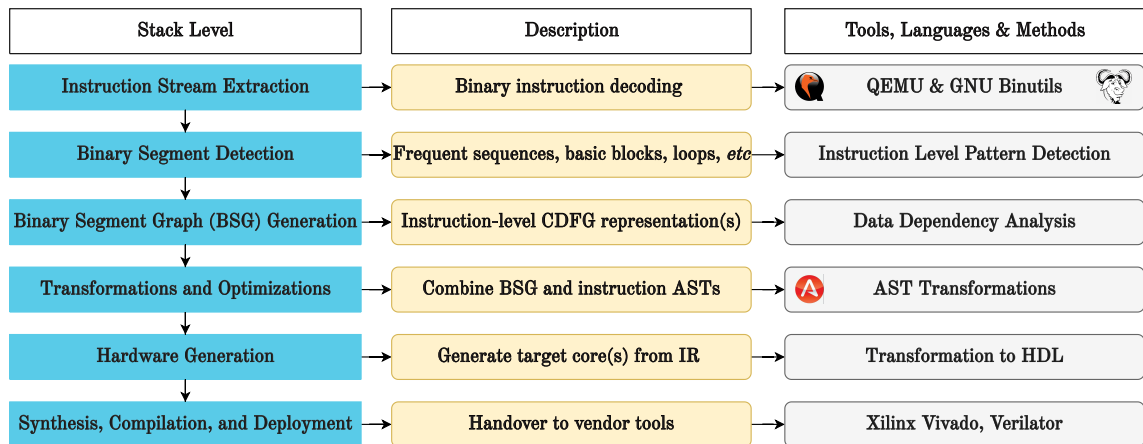 Stack Level
Description
Tools, Languages & Methods
Instruction Stream Extraction
Binary instruction decoding
QEMU & GNU Binutils
Binary Segment Detection
Frequent sequences, basic blocks, loops, etc
Instruction Level Pattern Detection
Binary Segment Graph (BSG) Generation
Instruction-level CDFG representation(s)
Data Dependency Analysis
Transformations and Optimizations
Combine BSG and instruction ASTs
AST Transformations
Hardware Generation
Generate target core(s) from IR
Transformation to HDL
Synthesis, Compilation, and Deployment
Handover to vendor tools
Xilinx Vivado, Verilator